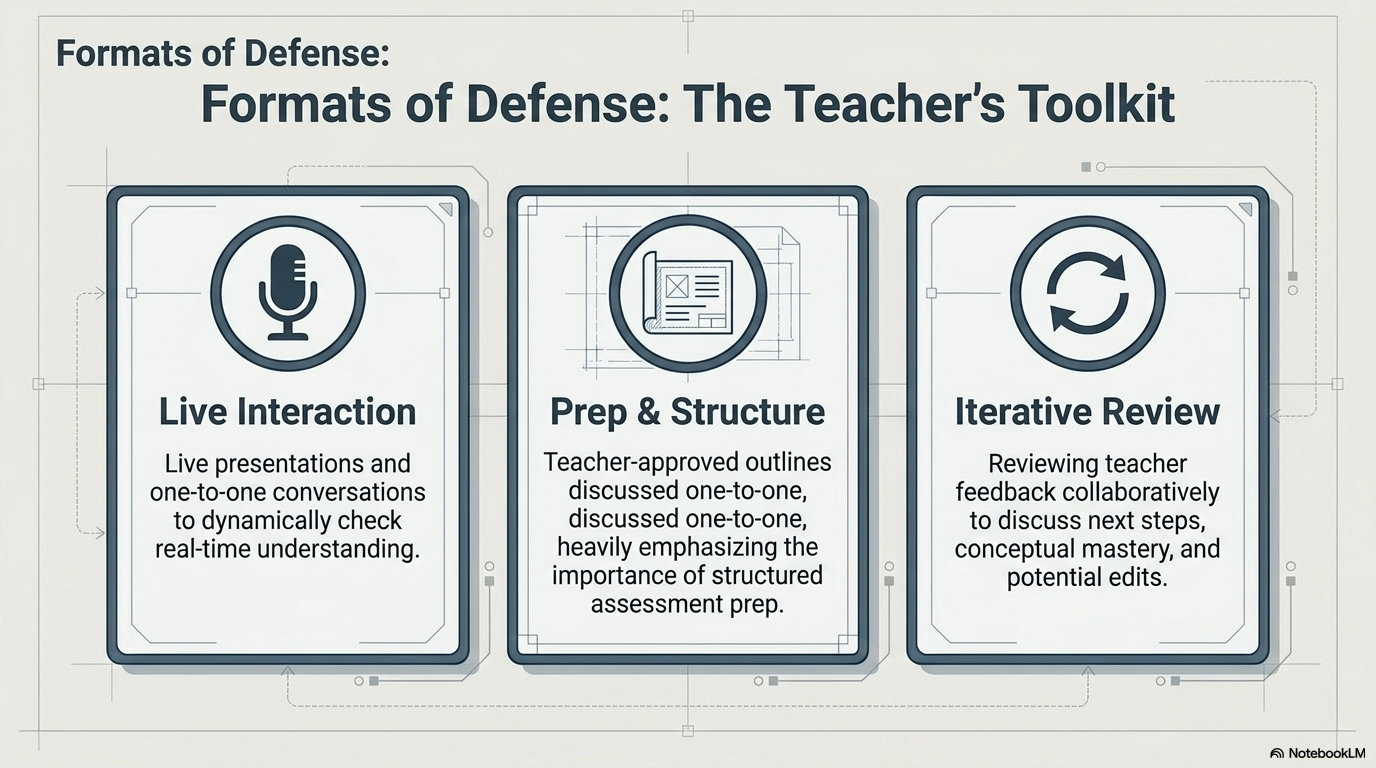 Formats of Defense:
Formats of Defense: The Teacher's Toolkit
Live Interaction
Live presentations and
one-to-one conversations
to dynamically check
real-time understanding.
Prep & Structure
Teacher-approved outlines
discussed one-to-one,
discussed one-to-one,
heavily emphasizing the
importance of structured
assessment prep.
Iterative Review
Reviewing teacher
feedback collaboratively
to discuss next steps,
conceptual mastery, and
potential edits.
NotebookLM